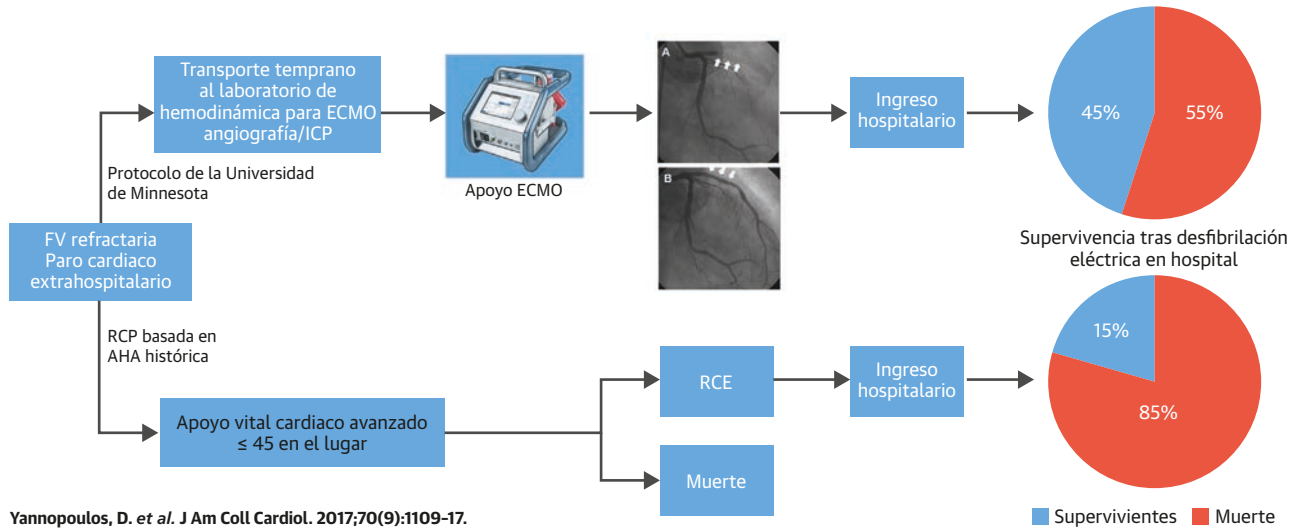 Transporte temprano
al laboratorio de
hemodinámica para ECMO
angiografía/ICP
Apoyo ECMO
A
B
Ingreso
hospitalario
45%
55%
Supervivencia tras desfibrilación
eléctrica en hospital
Protocolo de la Universidad
de Minnesota
FV refractaria
Paro cardiaco
extrahospitalario
RCP basada en
AHA histórica
Apoyo vital cardiaco avanzado
≤ 45 en el lugar
RCE
Muerte
Ingreso
hospitalario
15%
85%
Supervivientes
Muerte
Yannopoulos, D. et al. J Am Coll Cardiol. 2017;70(9):1109-17.